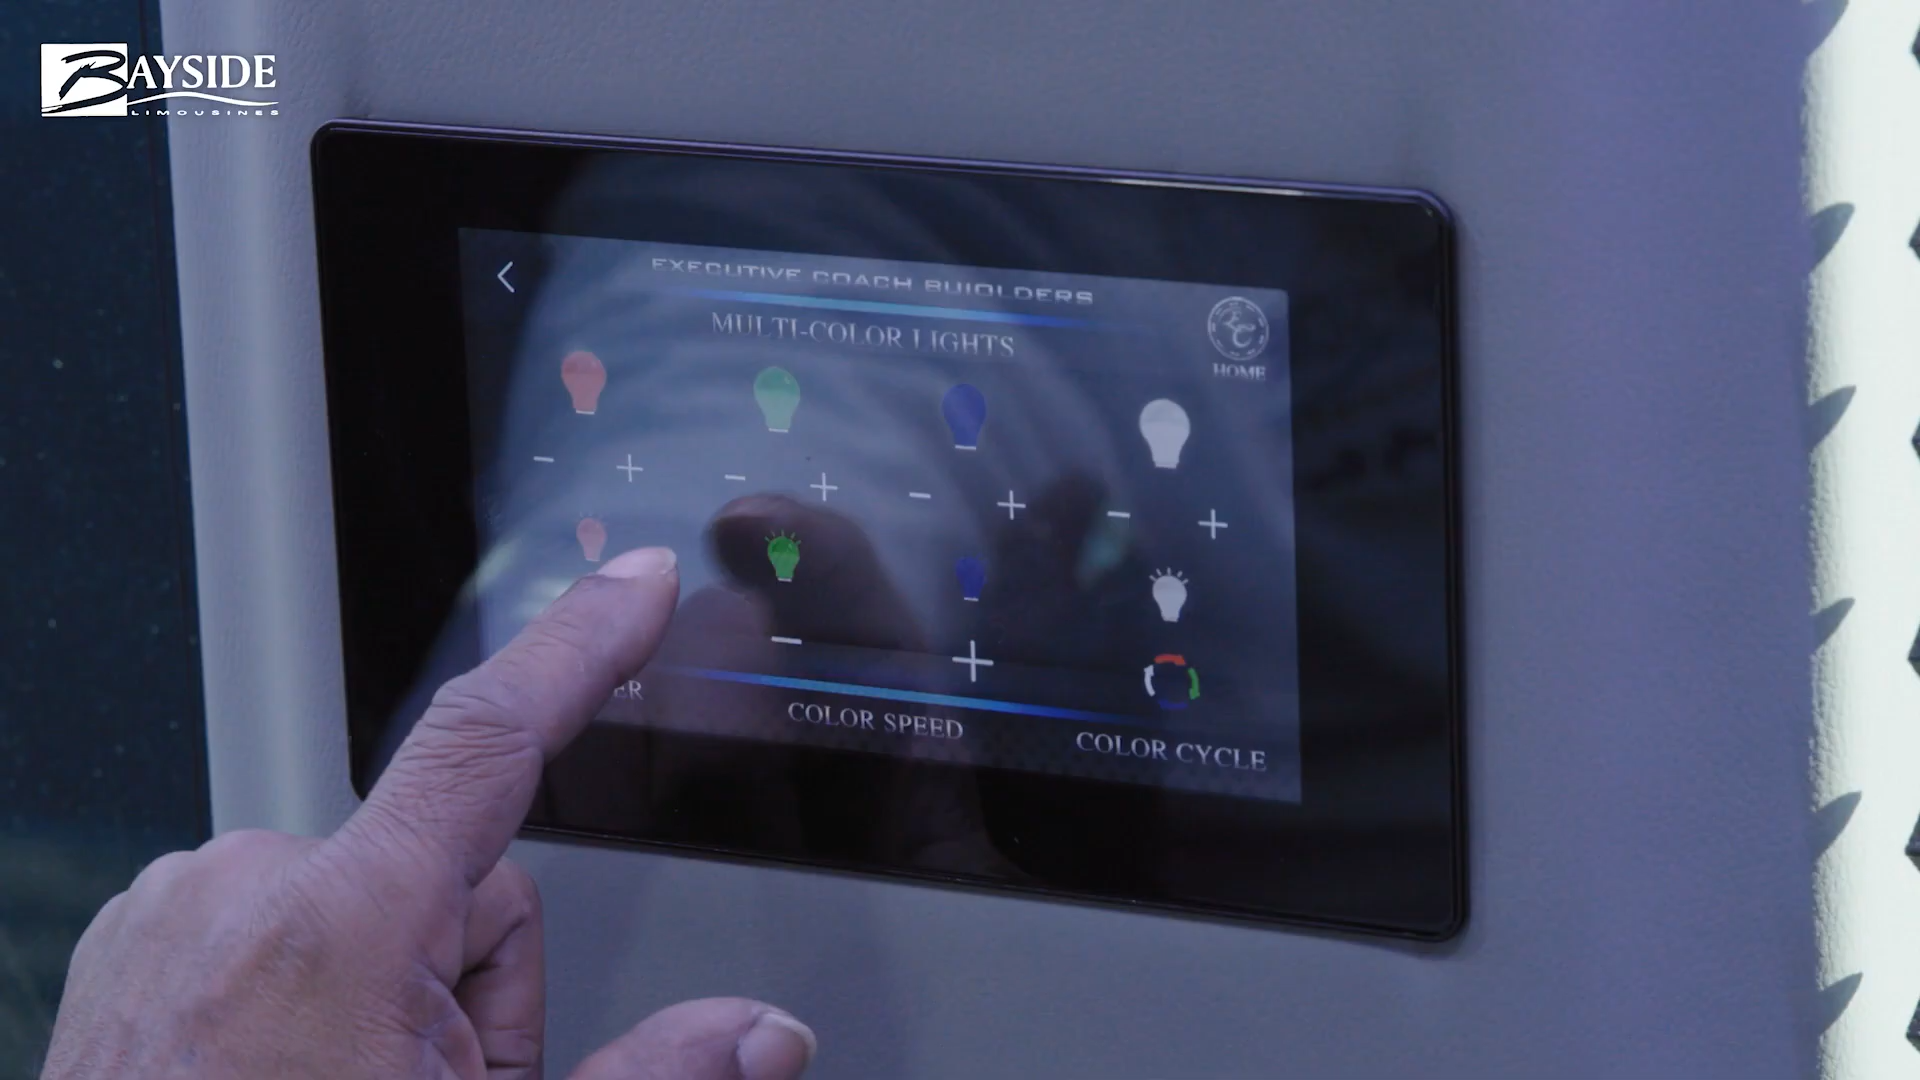 BAYSIDE
LIMOUSINES
EXECUTIVE COACH BUIOLDERS
MULTI-COLOR LIGHTS
HOME
COLOR SPEED
COLOR CYCLE